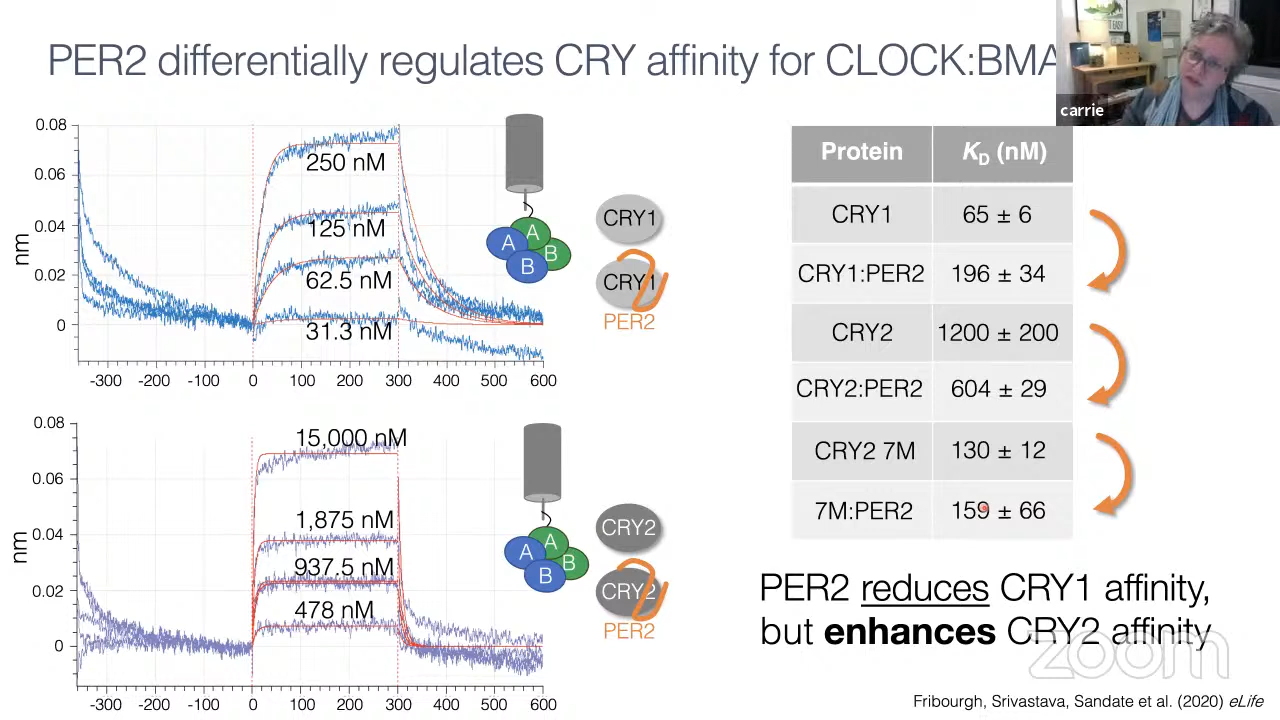 PER2 differentially regulates CRY affinity for CLOCK:BMA
carrie
0.08
0.06
0.04
0.02
0
nm
250 nM
125 nM
62.5 nM
31.3 nM
-300 -200 -100 0 100 200 300 400 500 600
A A B B
CRY1
CRY1
PER2
0.08
0.06
0.04
0.02
0
nm
15,000 nM
1,875 nM
937.5 nM
478 nM
-300 -200 -100 0 100 200 300 400 500 600
A A B B
CRY2
CRY2
PER2
Protein KD (nM)
CRY1 65 ± 6
CRY1:PER2 196 ± 34
CRY2 1200 ± 200
CRY2:PER2 604 ± 29
CRY2 7M 130 ± 12
7M:PER2 159 ± 66
PER2 reduces CRY1 affinity,
but enhances CRY2 affinity
zoom
Fribourgh, Srivastava, Sandate et al. (2020) eLife